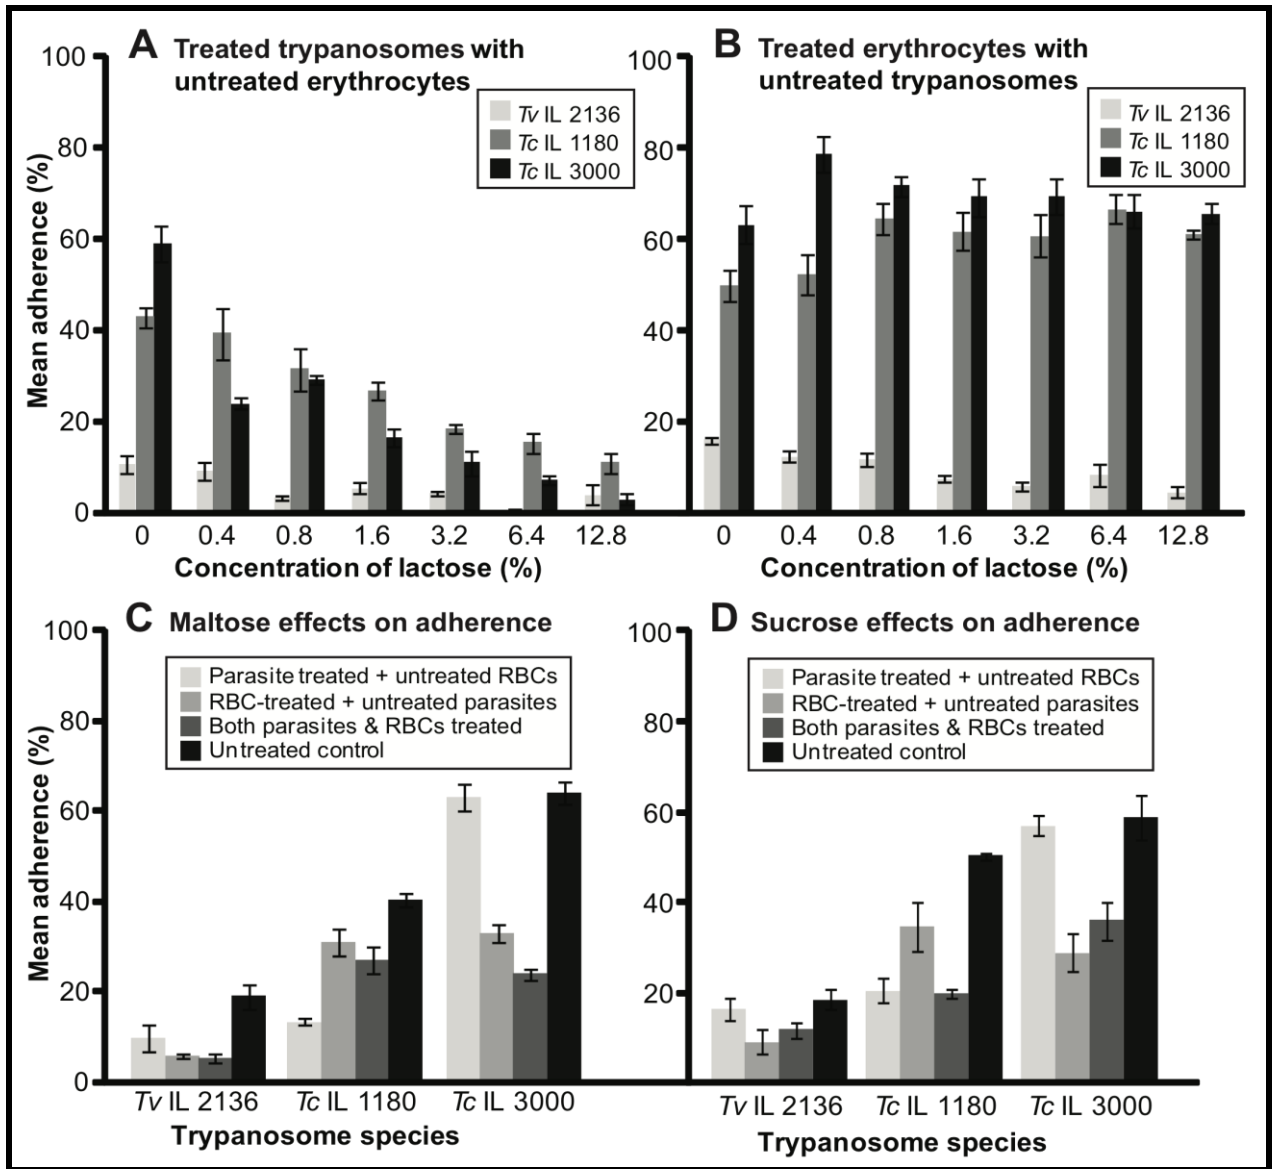 A Treated trypanosomes with
untreated erythrocytes
Tv IL 2136
Tc IL 1180
Tc IL 3000
Mean adherence (%)
100
80
60
40
20
0
0 0.4 0.8 1.6 3.2 6.4 12.8
Concentration of lactose (%)
B Treated erythrocytes with
untreated trypanosomes
Tv IL 2136
Tc IL 1180
Tc IL 3000
100
80
60
40
20
0 0.4 0.8 1.6 3.2 6.4 12.8
Concentration of lactose (%)
C Maltose effects on adherence
Parasite treated + untreated RBCs
RBC-treated + untreated parasites
Both parasites & RBCs treated
Untreated control
Mean adherence (%)
100
80
60
40
20
0
Tv IL 2136 Tc IL 1180 Tc IL 3000
Trypanosome species
D Sucrose effects on adherence
Parasite treated + untreated RBCs
RBC-treated + untreated parasites
Both parasites & RBCs treated
Untreated control
100
80
60
40
20
Tv IL 2136 Tc IL 1180 Tc IL 3000
Trypanosome species